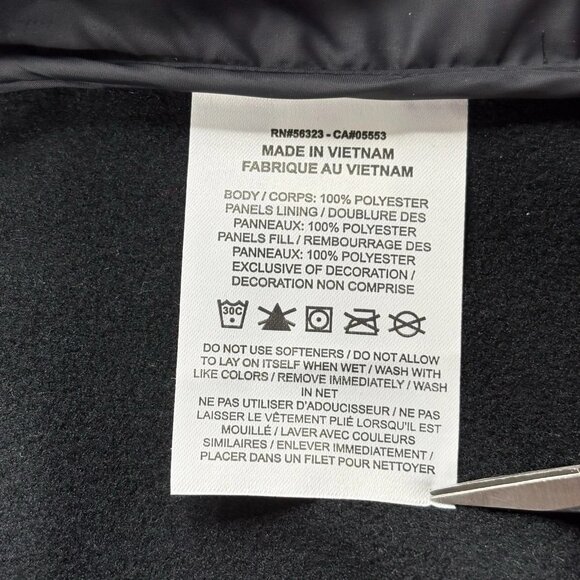 RN#56323 - CA#05553
MADE IN VIETNAM
FABRIQUE AU VIETNAM
BODY / CORPS: 100% POLYESTER
PANELS LINING / DOUBLURE DES
PANNEAUX: 100% POLYESTER
PANELS FILL / REMBOURRAGE DES
PANNEAUX: 100% POLYESTER
EXCLUSIVE OF DECORATION /
DECORATION NON COMPRISE
30C
DO NOT USE SOFTENERS / DO NOT ALLOW
TO LAY ON ITSELF WHEN WET / WASH WITH
LIKE COLORS / REMOVE IMMEDIATELY / WASH
IN NET
NE PAS UTILISER D'ADOUCISSEUR / NE PAS
LAISSER LE VÊTEMENT PLIÉ LORSQU'IL EST
MOUILLÉ / LAVER AVEC COULEURS
SIMILAIRES / ENLEVER IMMÉDIATEMENT /
PLACER DANS UN FILET POUR NETTOYER